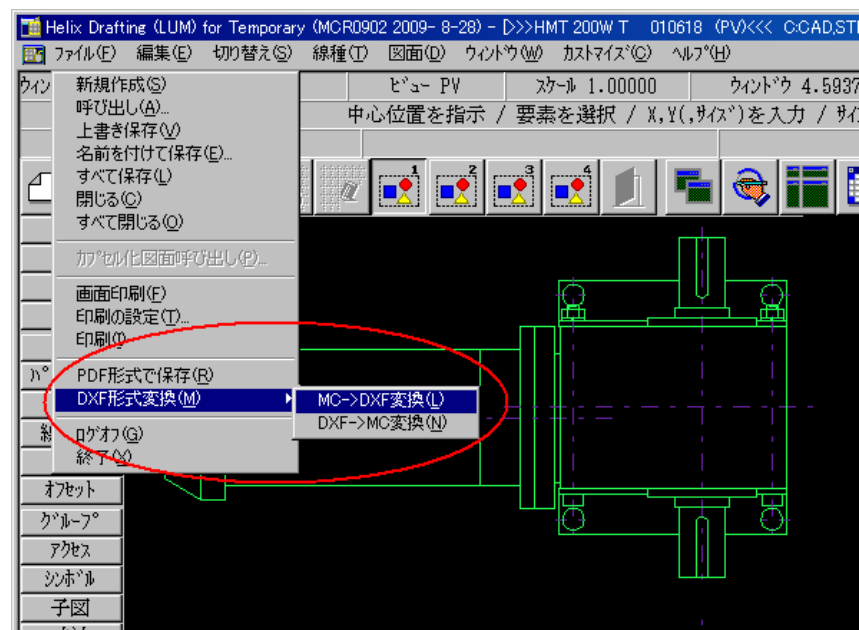 Helix Drafting (LUM) for Temporary (MCR0902 2009- 8-28) - [>>>HMT 200W T 010618 (PV)<<< C:CAD,ST
ファイル(F) 編集(E) 切り替え(S) 線種(T) 図面(D) ウィンドウ(W) カスタマイズ(C) ヘルプ(H)
ウィン ビュー PV スケール 1.00000 ウィンドウ 4.5937
中心位置を指示 / 要素を選択 / X,Y(,サイズ)を入力 / サイ
新規作成(S)
呼び出し(A)...
上書き保存(V)
名前を付けて保存(E)...
すべて保存(L)
閉じる(C)
すべて閉じる(O)
カプセル化図面呼び出し(P)...
画面印刷(F)
印刷の設定(T)...
印刷(I)
PDF形式で保存(R)
DXF形式変換(M)
MC->DXF変換(L)
DXF->MC変換(N)
ログオフ(G)
終了(X)
1 2 3 4
パ
オフセット
グループ
アクセス
シンボル
子図